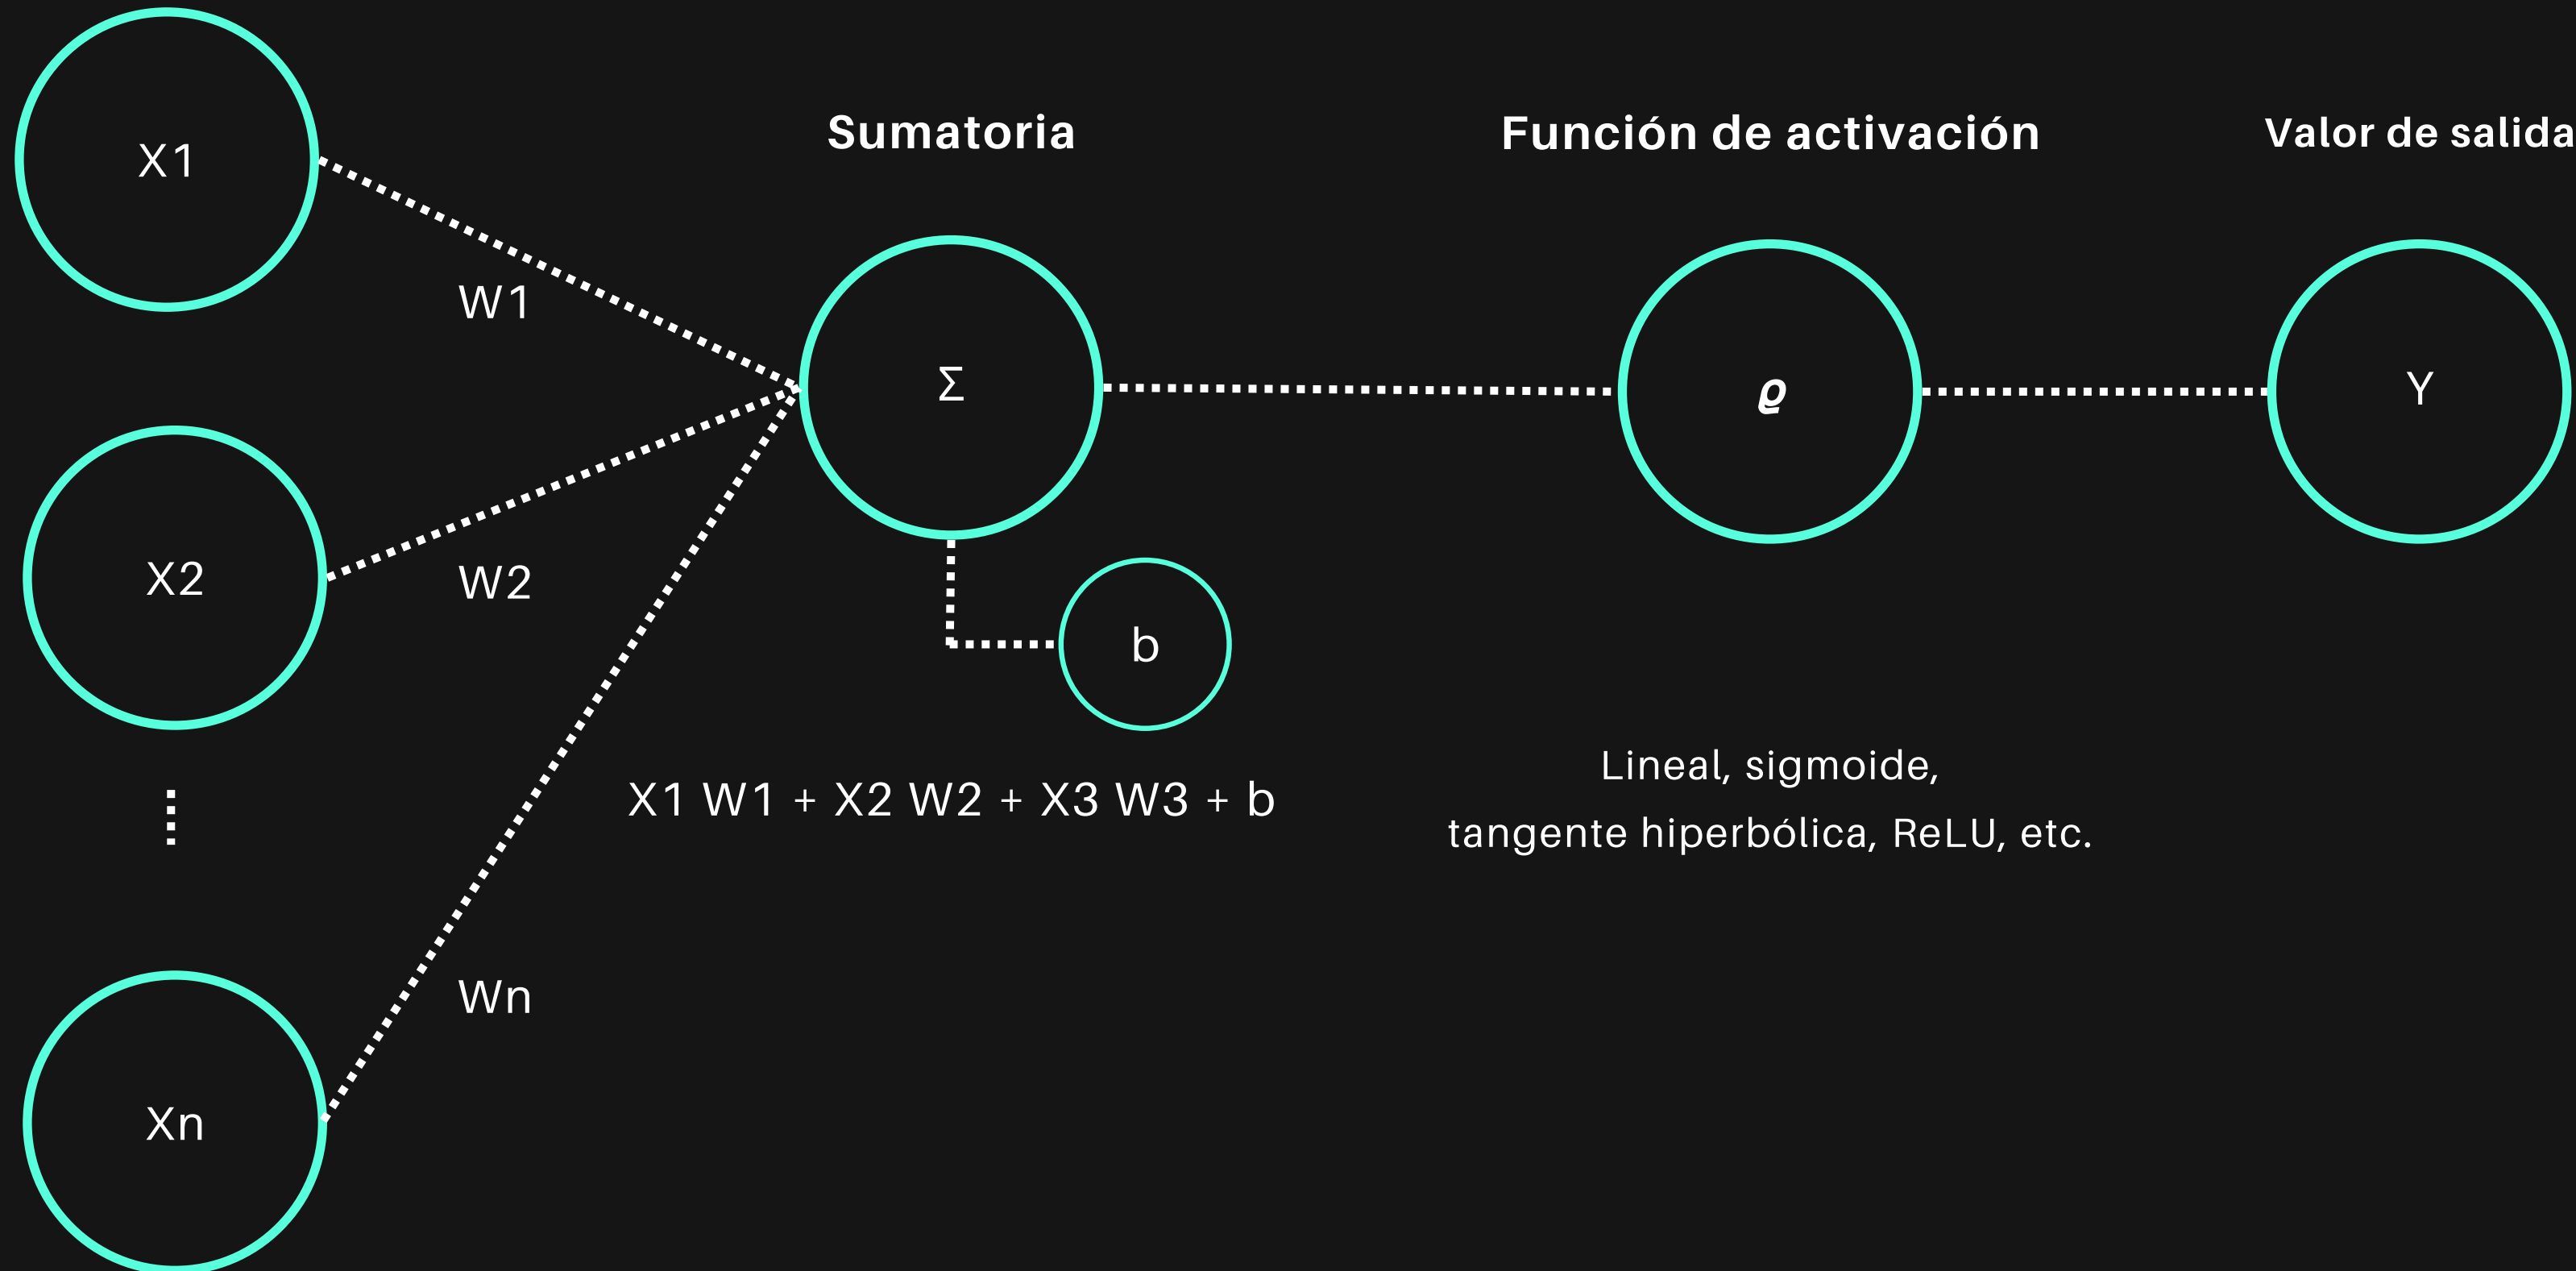 X1
Sumatoria
Función de activación
Valor de salida
W1
Σ
ϱ
Y
X2
W2
b
X1 W1 + X2 W2 + X3 W3 + b
Lineal, sigmoide,
tangente hiperbólica, ReLU, etc.
Wn
Xn